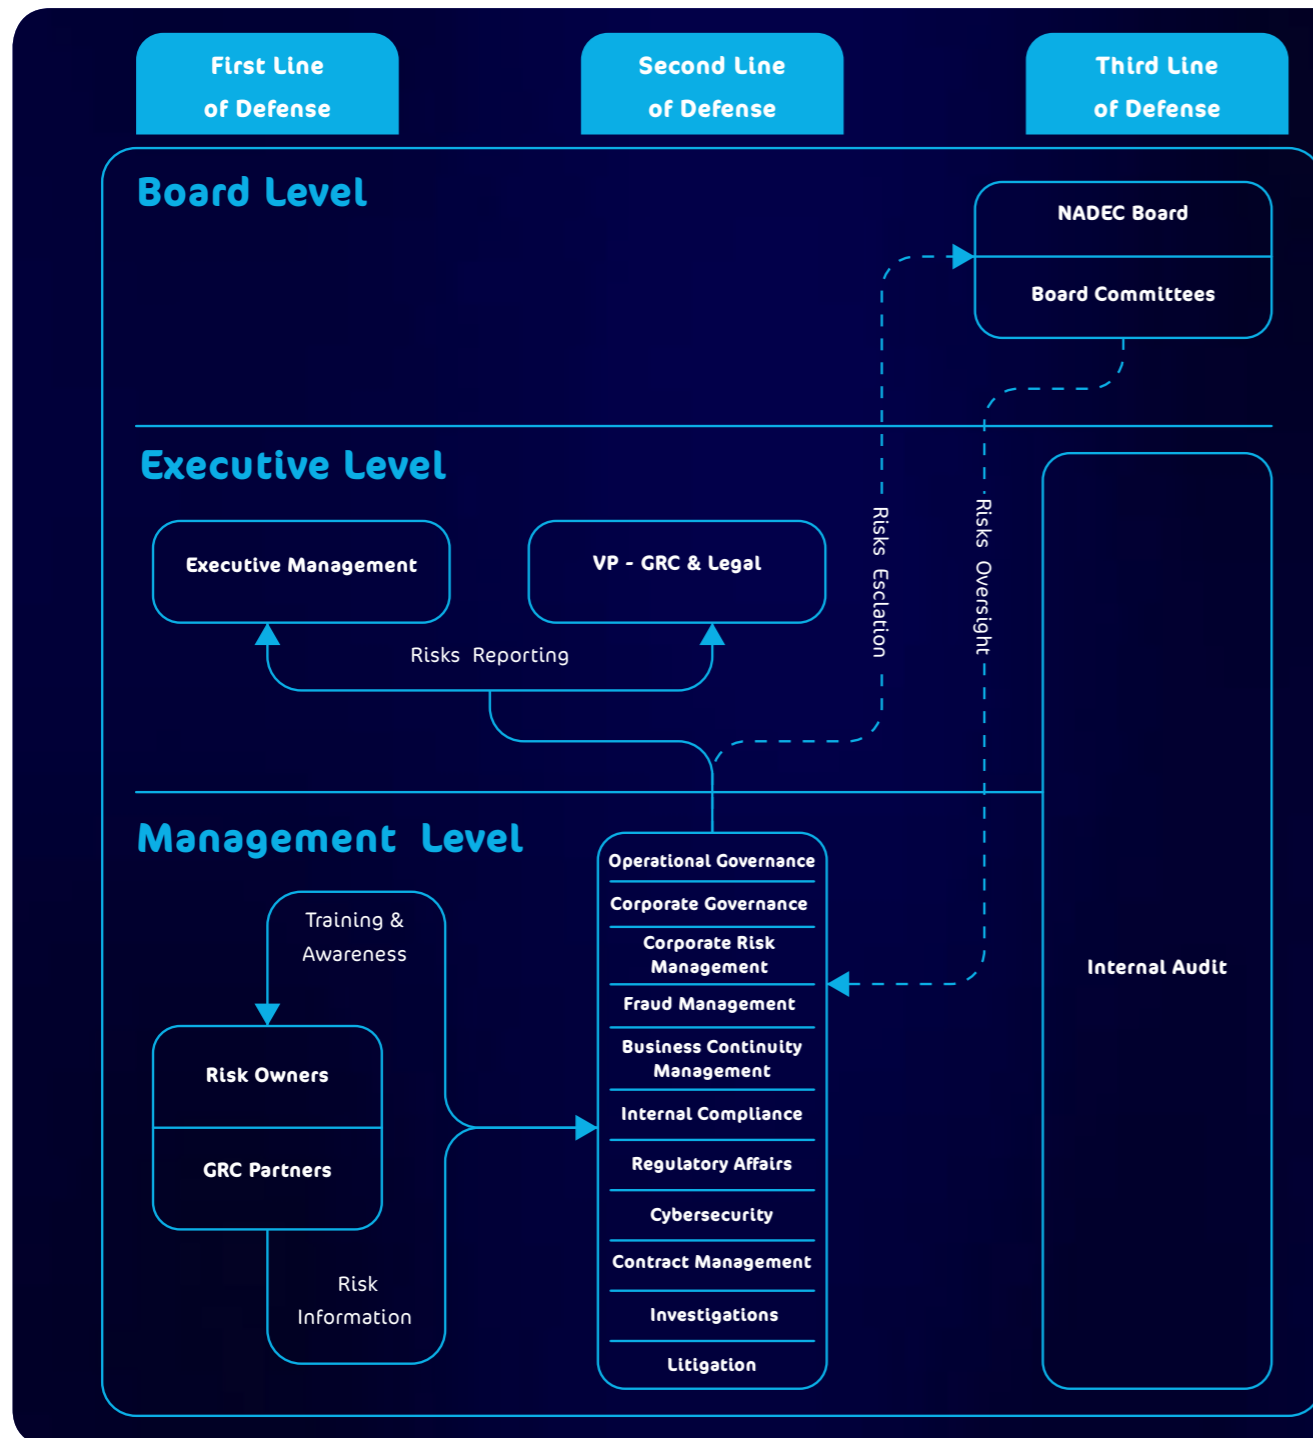 First Line
of Defense
Second Line
of Defense
Third Line
of Defense
Board Level
NADEC Board
Board Committees
Executive Level
Executive Management
VP - GRC & Legal
Risks Reporting
Risks Esclation
Risks Oversight
Management Level
Training &
Awareness
Risk Owners
GRC Partners
Risk
Information
Operational Governance
Corporate Governance
Corporate Risk
Management
Fraud Management
Business Continuity
Management
Internal Compliance
Regulatory Affairs
Cybersecurity
Contract Management
Investigations
Litigation
Internal Audit